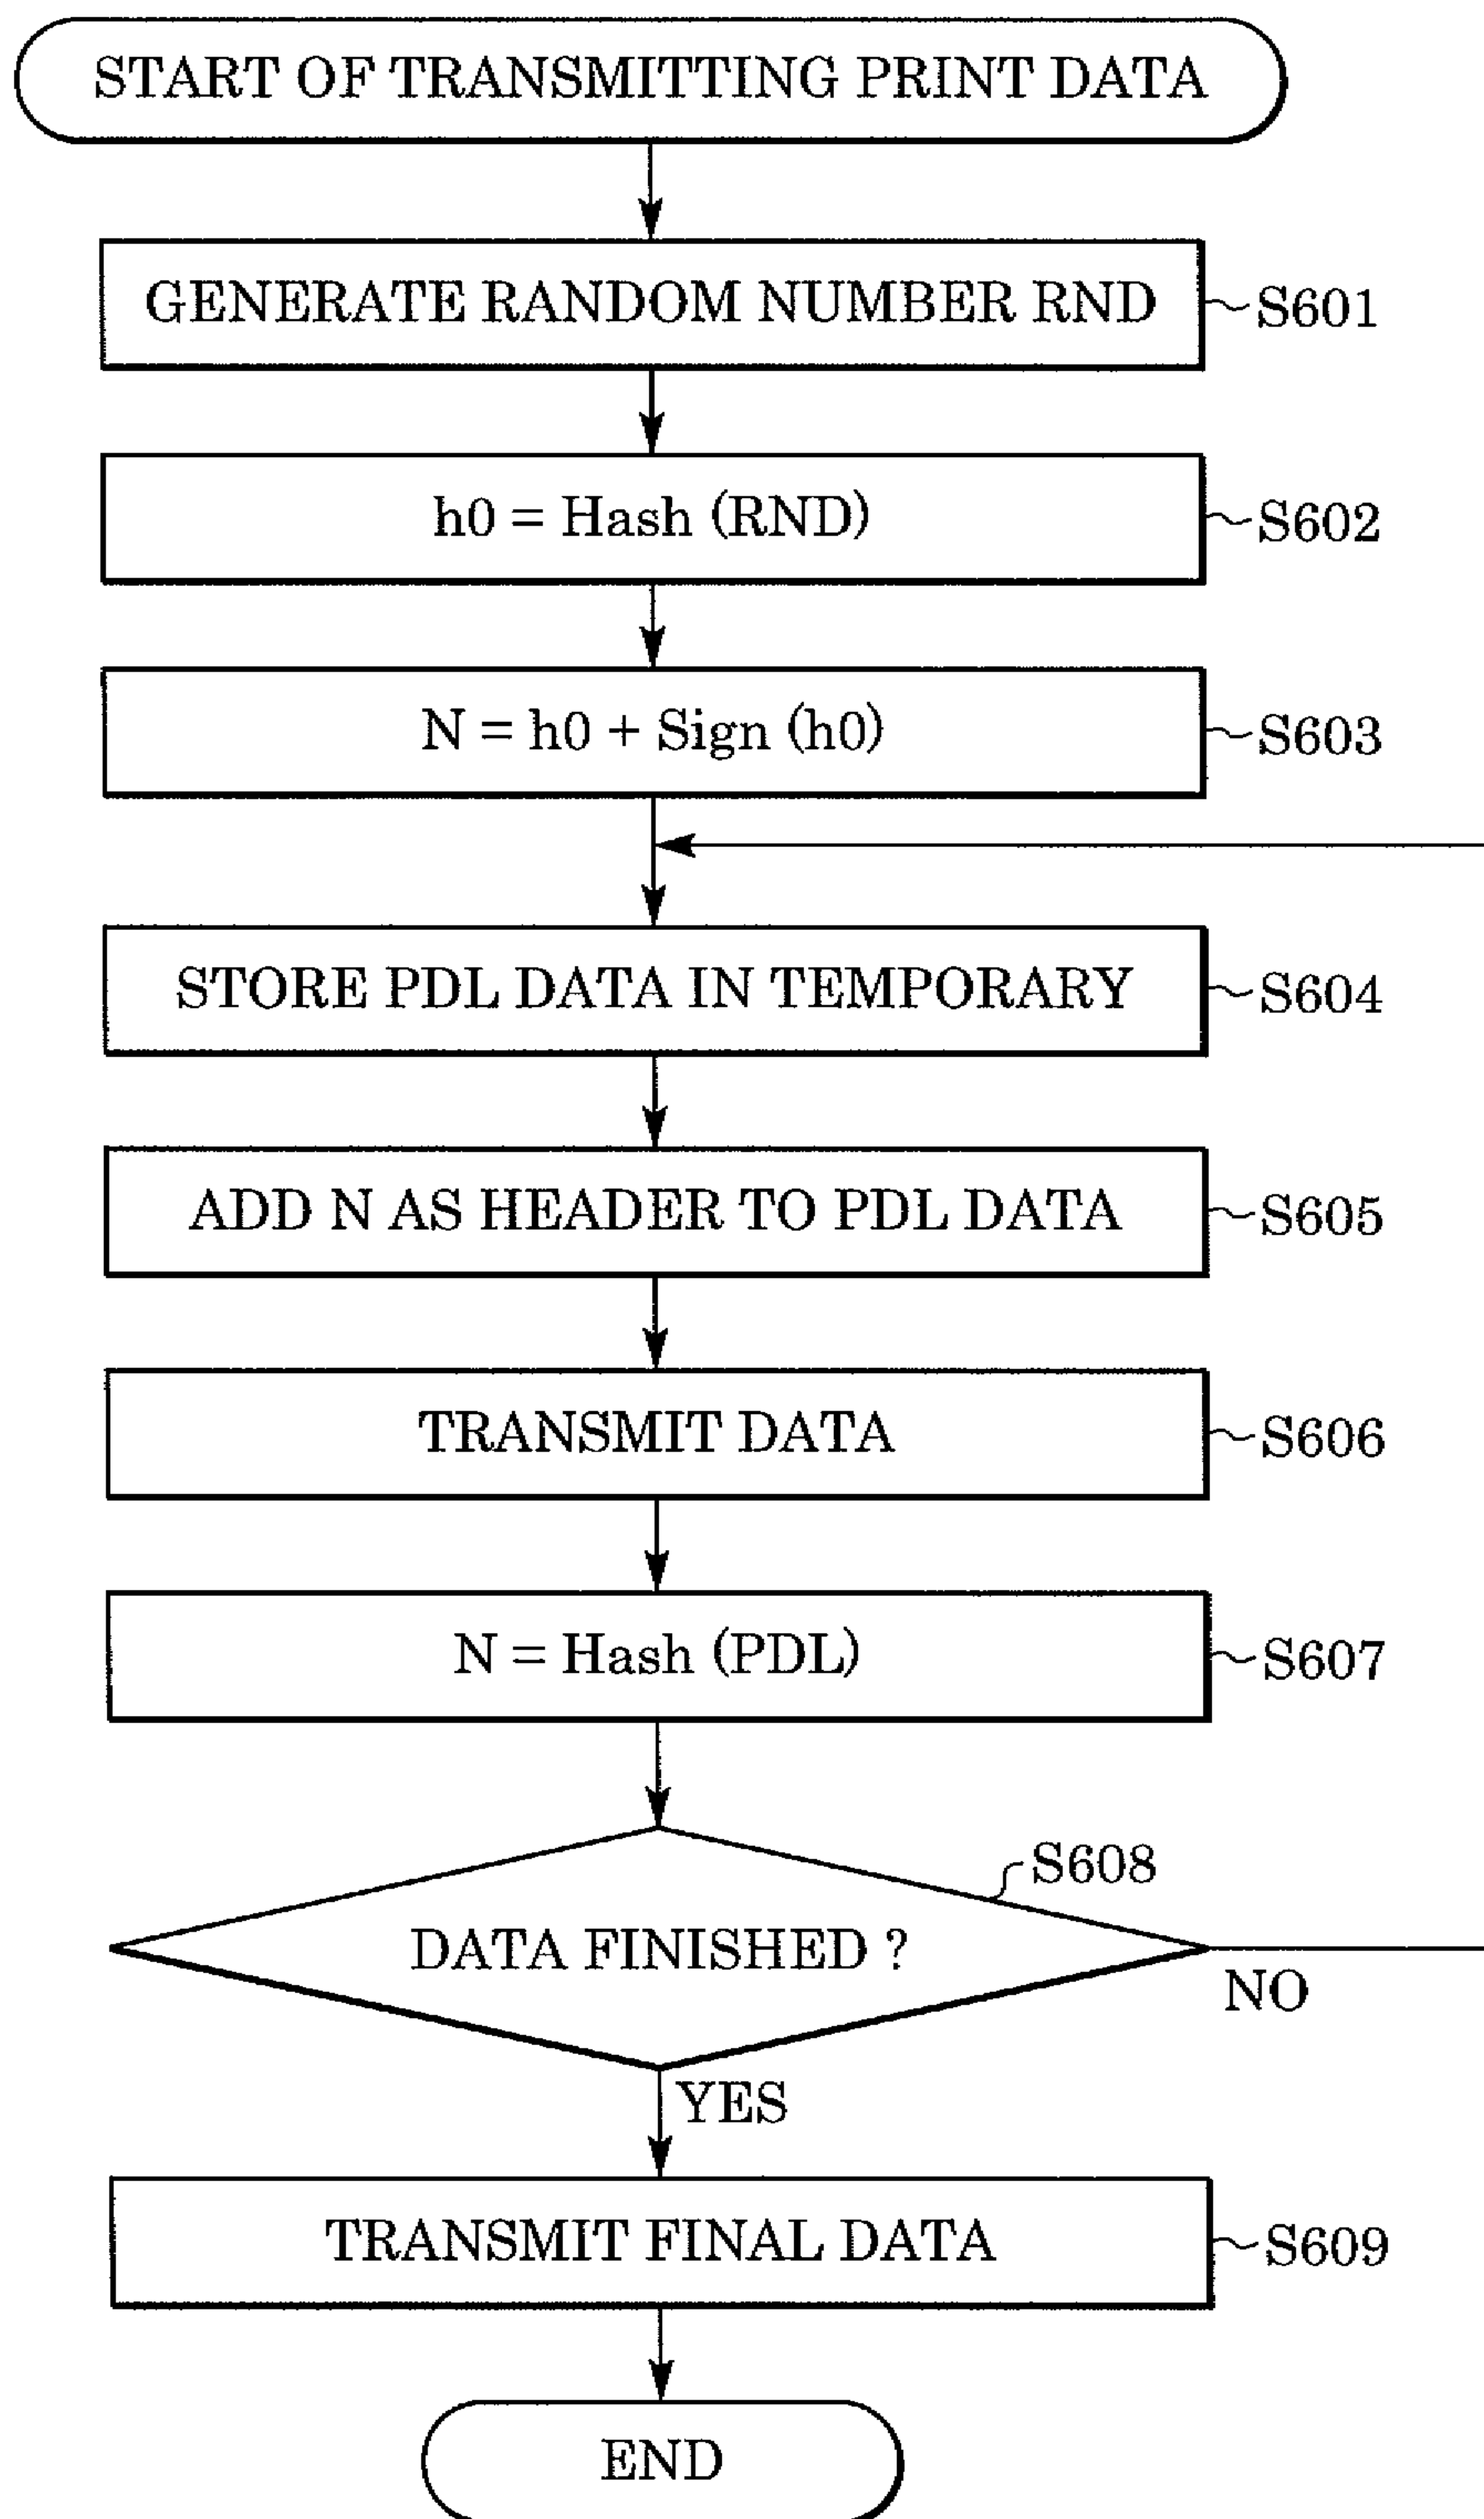 START OF TRANSMITTING PRINT DATA
GENERATE RANDOM NUMBER RND
S601
h0 = Hash (RND)
S602
N = h0 + Sign (h0)
S603
STORE PDL DATA IN TEMPORARY
S604
ADD N AS HEADER TO PDL DATA
S605
TRANSMIT DATA
S606
N = Hash (PDL)
S607
S608
DATA FINISHED ?
NO
YES
TRANSMIT FINAL DATA
S609
END